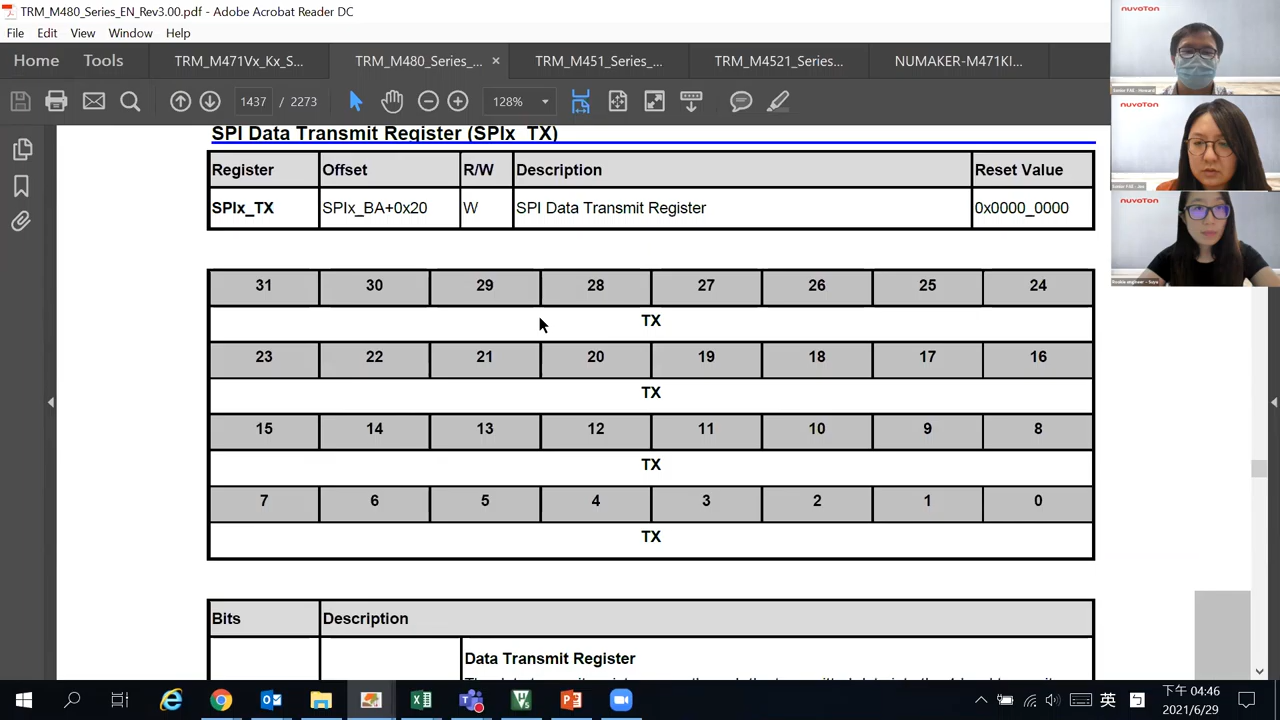 TRM_M480_Series_EN_Rev3.00.pdf - Adobe Acrobat Reader DC
File Edit View Window Help
Home Tools TRM_M471Vx_Kx_S... TRM_M480_Series_... × TRM_M451_Series_... TRM_M4521_Series... NUMAKER-M471KI...
1437 / 2273 128%
nuvoTon
nuvoTon
nuvoTon
SPI Data Transmit Register (SPIx_TX)
Register Offset R/W Description Reset Value
SPIx_TX SPIx_BA+0x20 W SPI Data Transmit Register 0x0000_0000
31 30 29 28 27 26 25 24
TX
23 22 21 20 19 18 17 16
TX
15 14 13 12 11 10 9 8
TX
7 6 5 4 3 2 1 0
TX
Bits Description
Data Transmit Register
英 下午 04:46
2021/6/29